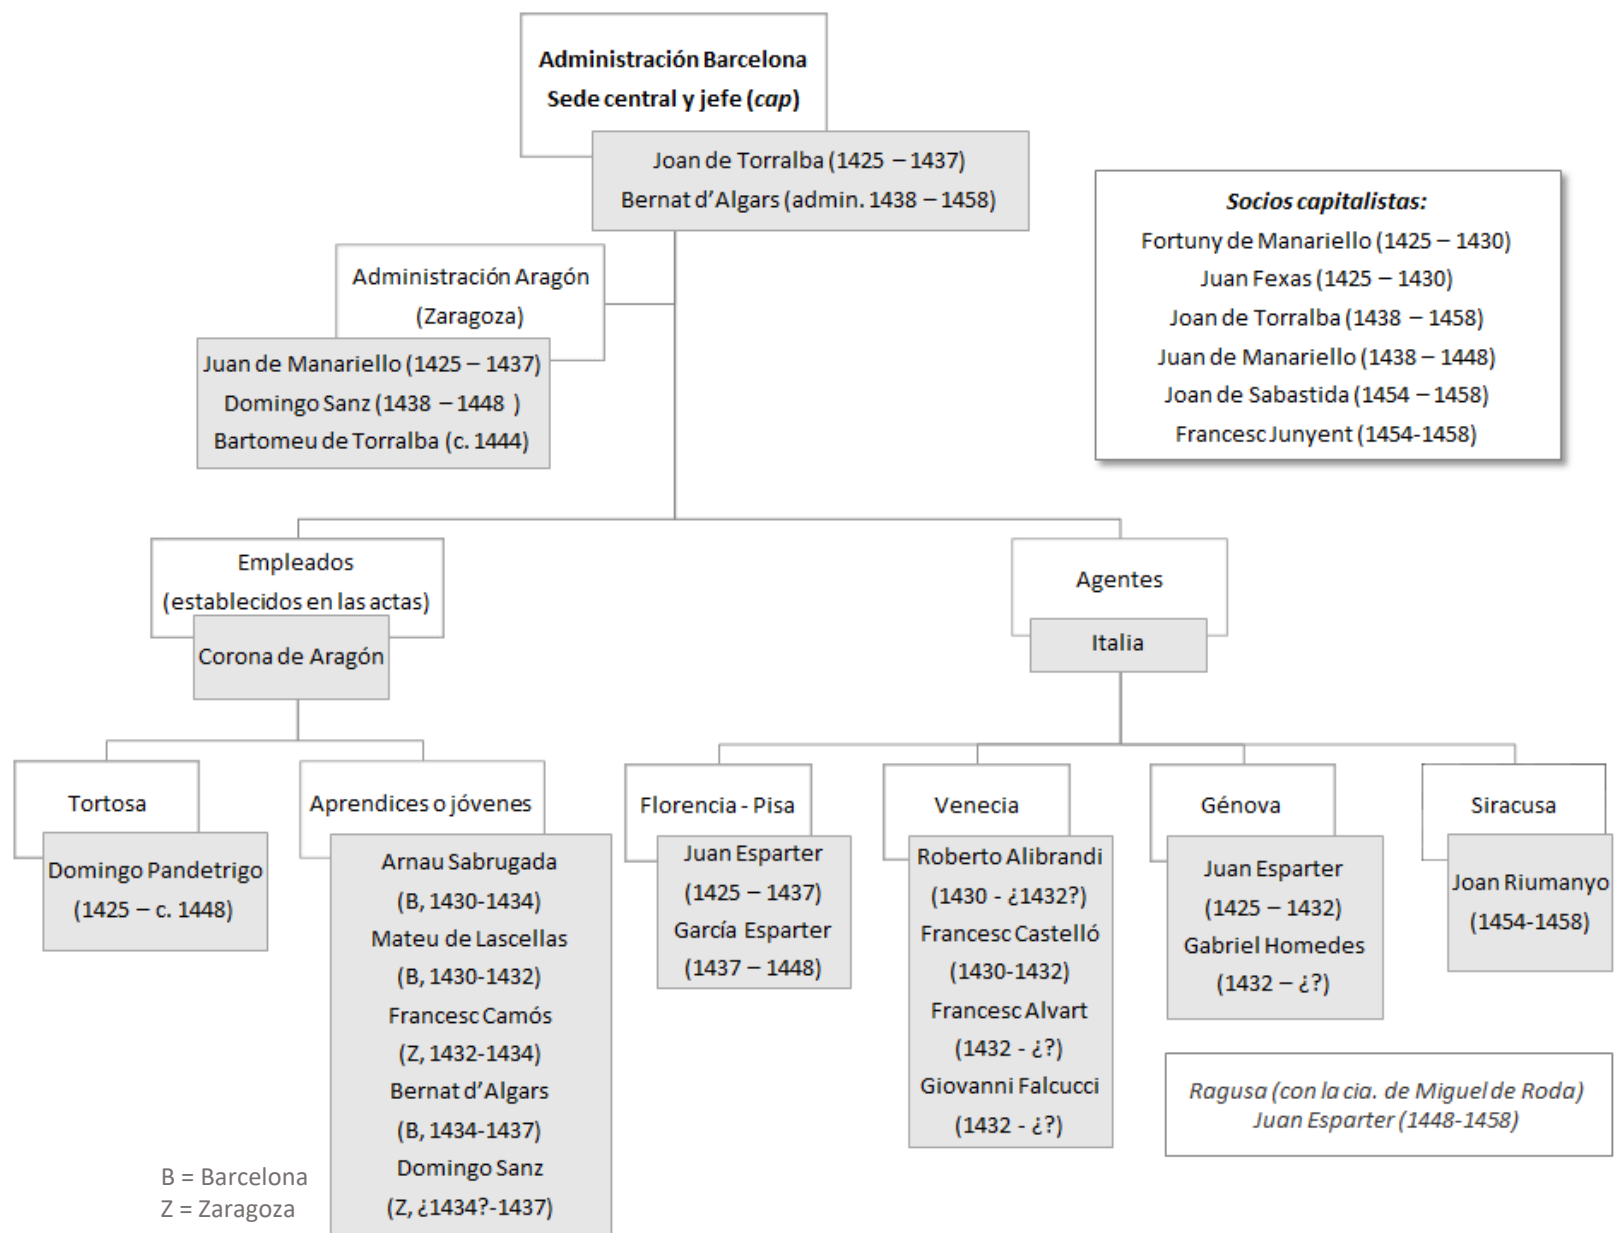 Administración Barcelona
Sede central y jefe (cap)
Joan de Torralba (1425 – 1437)
Bernat d’Algars (admin. 1438 – 1458)
Socios capitalistas:
Fortuny de Manariello (1425 – 1430)
Juan Fexas (1425 – 1430)
Joan de Torralba (1438 – 1458)
Juan de Manariello (1438 – 1448)
Joan de Sabastida (1454 – 1458)
Francesc Junyent (1454-1458)
Administración Aragón
(Zaragoza)
Juan de Manariello (1425 – 1437)
Domingo Sanz (1438 – 1448 )
Bartomeu de Torralba (c. 1444)
Empleados
(establecidos en las actas)
Corona de Aragón
Agentes
Italia
Tortosa
Domingo Pandetrigo
(1425 – c. 1448)
Aprendices o jóvenes
Arnau Sabrugada
(B, 1430-1434)
Mateu de Lascellas
(B, 1430-1432)
Francesc Camós
(Z, 1432-1434)
Bernat d’Algars
(B, 1434-1437)
Domingo Sanz
(Z, ¿1434?-1437)
Florencia - Pisa
Juan Esparter
(1425 – 1437)
García Esparter
(1437 – 1448)
Venecia
Roberto Alibrandi
(1430 - ¿1432?)
Francesc Castelló
(1430-1432)
Francesc Alvart
(1432 - ¿?)
Giovanni Falcucci
(1432 - ¿?)
Génova
Juan Esparter
(1425 – 1432)
Gabriel Homedes
(1432 – ¿?)
Siracusa
Joan Riumanyo
(1454-1458)
Ragusa (con la cia. de Miguel de Roda)
Juan Esparter (1448-1458)
B = Barcelona
Z = Zaragoza